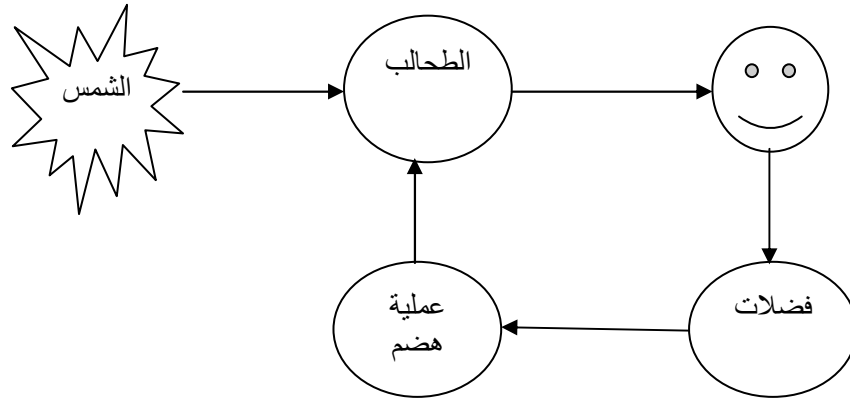 الشمس
الطحالب
فضلات
عملية
هضم